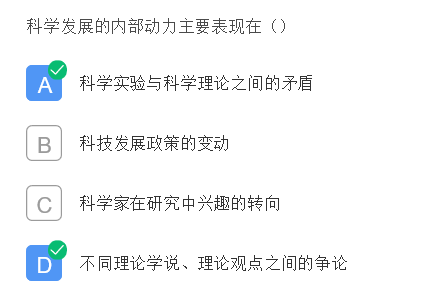 科学发展的内部动力主要表现在（）
A 科学实验与科学理论之间的矛盾
B 科技发展政策的变动
C 科学家在研究中兴趣的转向
D 不同理论学说、理论观点之间的争论